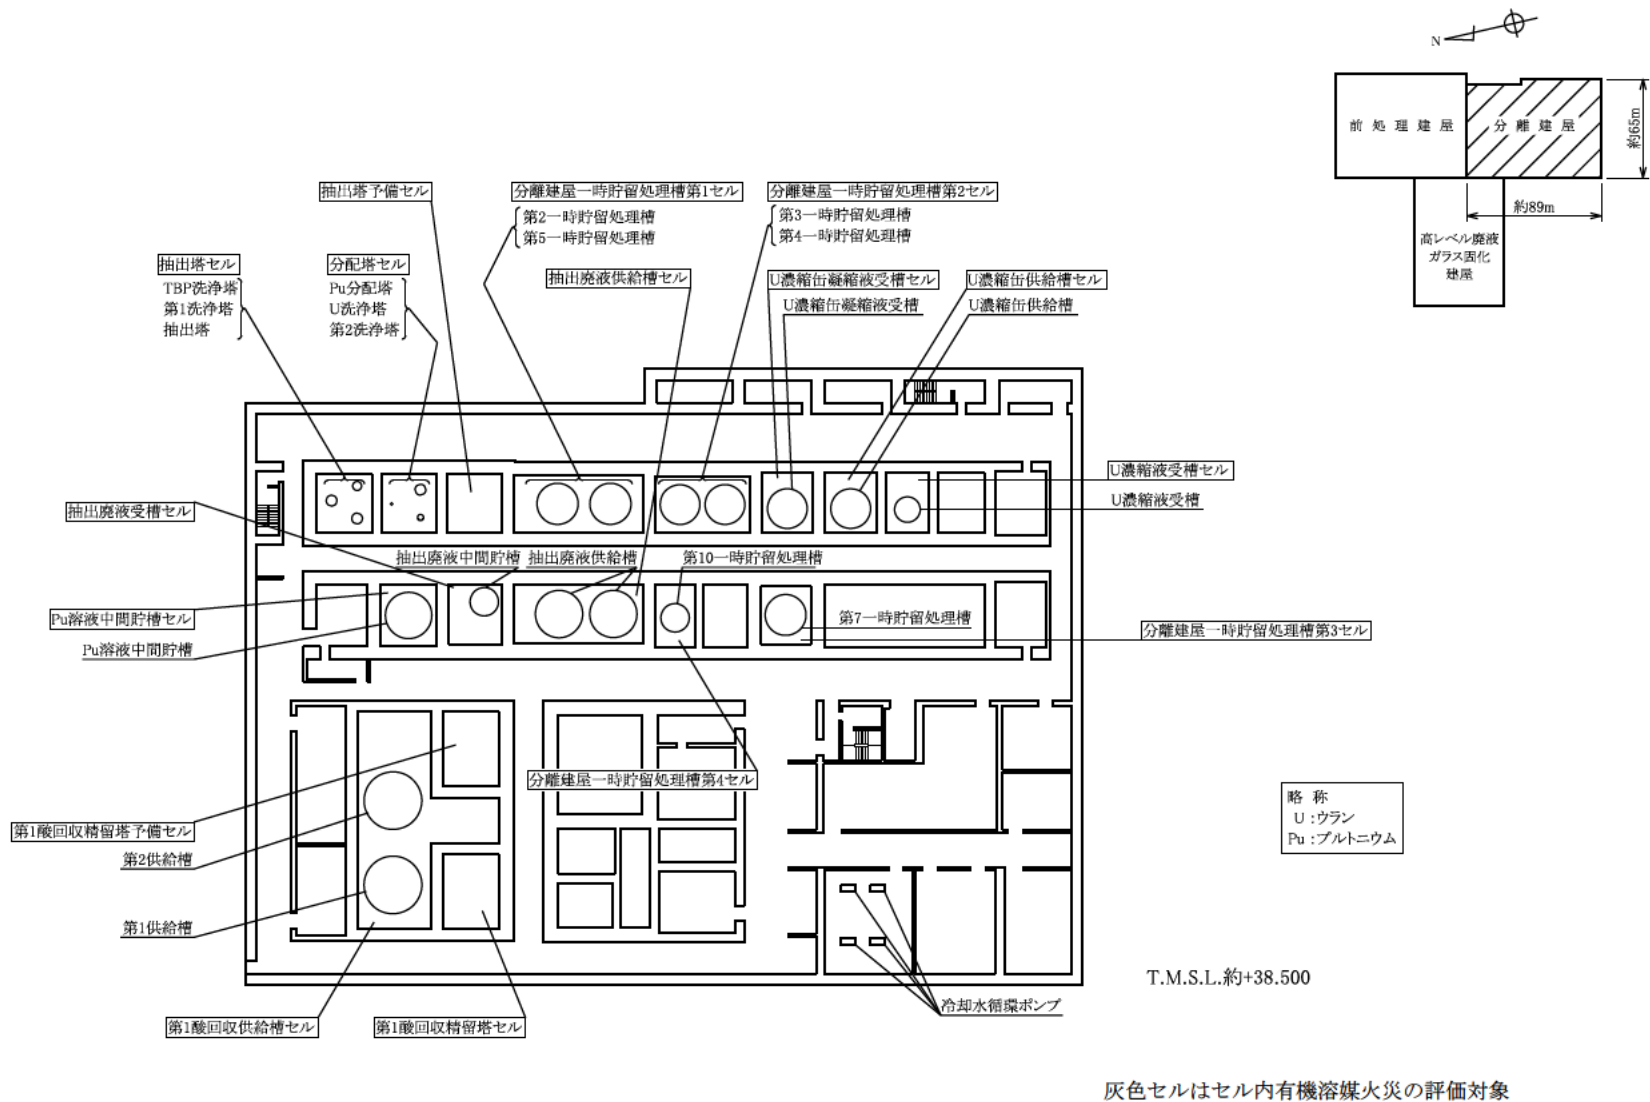 N
前処理建屋
分離建屋
約65m
約89m
高レベル廃液
ガラス固化
建屋
抽出塔予備セル
分離建屋一時貯留処理槽第1セル
第2一時貯留処理槽
第5一時貯留処理槽
分離建屋一時貯留処理槽第2セル
第3一時貯留処理槽
第4一時貯留処理槽
抽出塔セル
TBP洗浄塔
第1洗浄塔
抽出塔
分配塔セル
Pu分配塔
U洗浄塔
第2洗浄塔
抽出廃液供給槽セル
U濃縮缶凝縮液受槽セル
U濃縮缶凝縮液受槽
U濃縮缶供給槽セル
U濃縮缶供給槽
U濃縮液受槽セル
U濃縮液受槽
抽出廃液受槽セル
抽出廃液中間貯槽
抽出廃液供給槽
第10一時貯留処理槽
Pu溶液中間貯槽セル
Pu溶液中間貯槽
第7一時貯留処理槽
分離建屋一時貯留処理槽第3セル
分離建屋一時貯留処理槽第4セル
第1酸回収精留塔予備セル
第2供給槽
第1供給槽
略称
U:ウラン
Pu:プルトニウム
T.M.S.L.約+38.500
冷却水循環ポンプ
第1酸回収供給槽セル
第1酸回収精留塔セル
灰色セルはセル内有機溶媒火災の評価対象